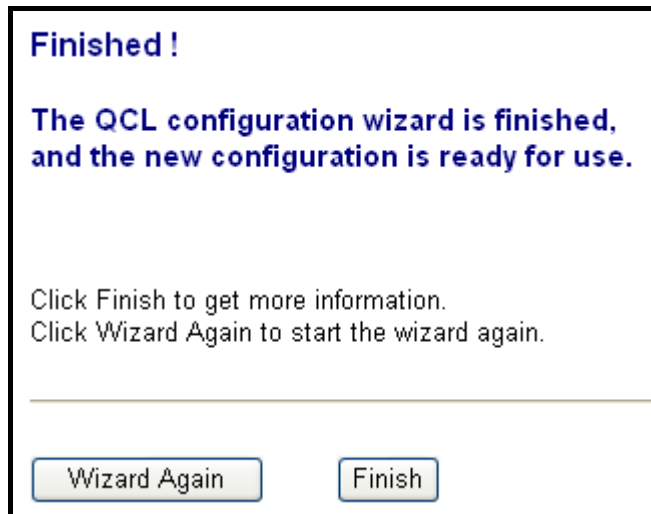 Finished !
The QCL configuration wizard is finished,
and the new configuration is ready for use.
Click Finish to get more information.
Click Wizard Again to start the wizard again.
Wizard Again
Finish